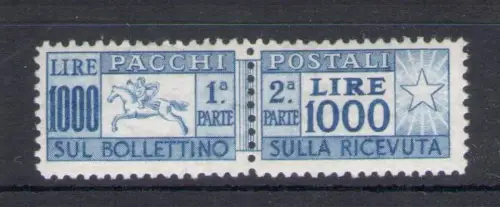 PACCHI POSTALI
LIRE 1000
1ª PARTE
2ª PARTE
LIRE 1000
SUL BOLLETTINO SULLA RICEVUTA